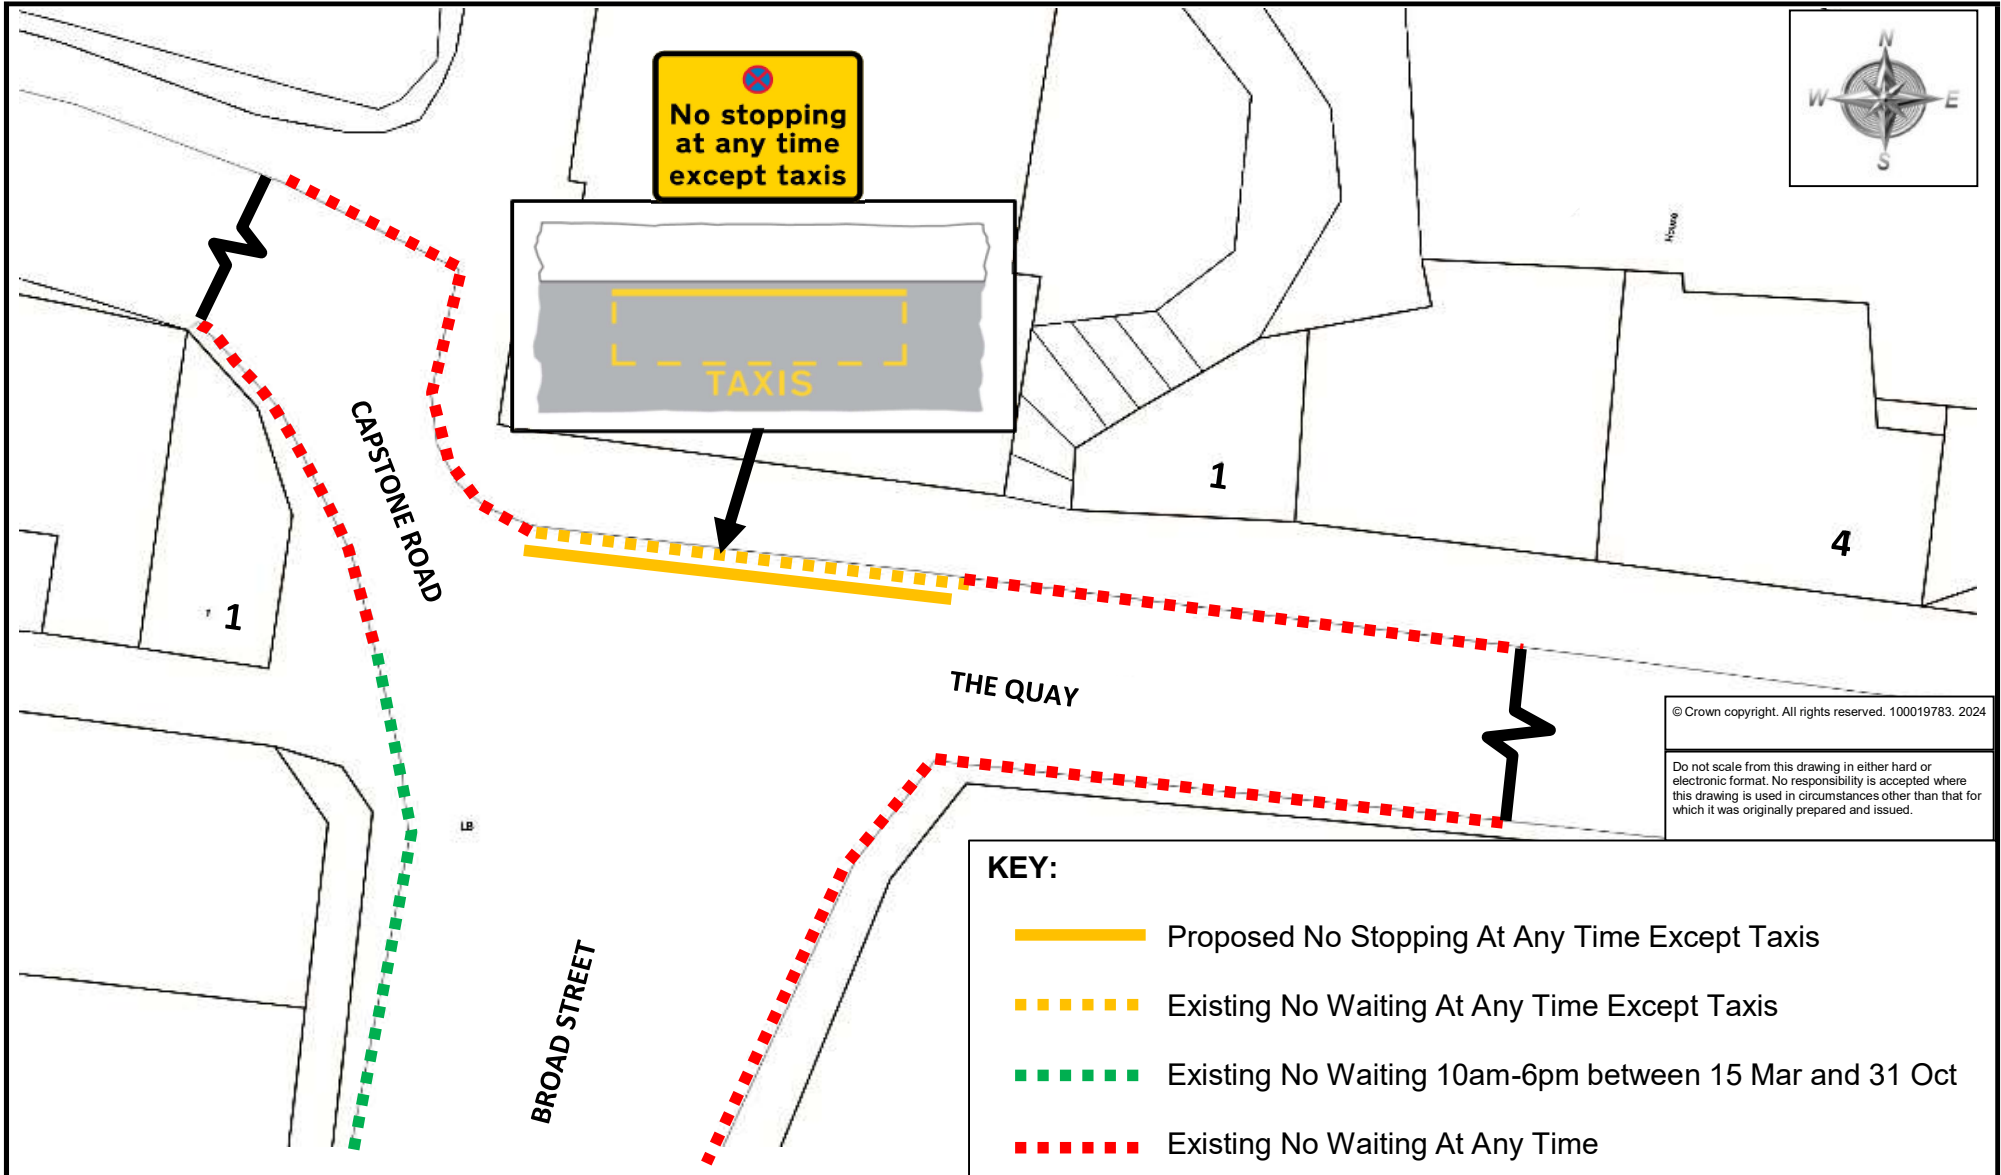 No stopping
at any time
except taxis
N
W E
S
House
TAXIS
CAPSTONE ROAD
1
4
1
1
THE QUAY
© Crown copyright. All rights reserved. 100019783. 2024
Do not scale from this drawing in either hard or
electronic format. No responsibility is accepted where
this drawing is used in circumstances other than that for
which it was originally prepared and issued.
LB
BROAD STREET
KEY:
Proposed No Stopping At Any Time Except Taxis
Existing No Waiting At Any Time Except Taxis
Existing No Waiting 10am-6pm between 15 Mar and 31 Oct
Existing No Waiting At Any Time